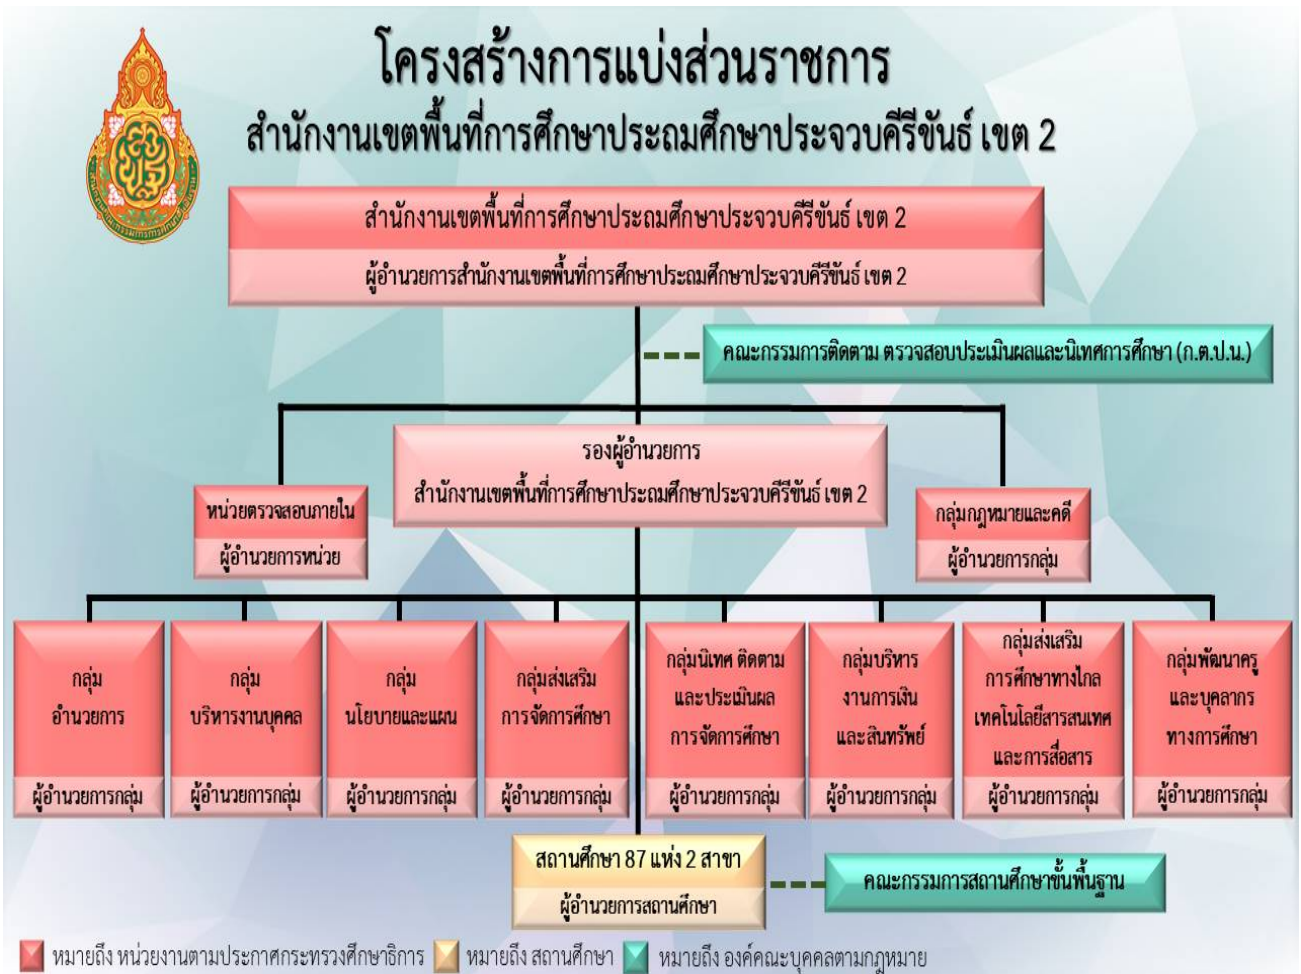 โครงสร้างการแบ่งส่วนราชการ
สำนักงานเขตพื้นที่การศึกษาประถมศึกษาประจวบคีรีขันธ์ เขต 2
สำนักงานเขตพื้นที่การศึกษาประถมศึกษาประจวบคีรีขันธ์ เขต 2
ผู้อำนวยการสำนักงานเขตพื้นที่การศึกษาประถมศึกษาประจวบคีรีขันธ์ เขต 2
คณะกรรมการติดตาม ตรวจสอบประเมินผลและนิเทศการศึกษา (ก.ต.ป.น.)
รองผู้อำนวยการ
สำนักงานเขตพื้นที่การศึกษาประถมศึกษาประจวบคีรีขันธ์ เขต 2
หน่วยตรวจสอบภายใน
ผู้อำนวยการหน่วย
กลุ่มกฎหมายและคดี
ผู้อำนวยการกลุ่ม
กลุ่ม
อำนวยการ
ผู้อำนวยการกลุ่ม
กลุ่ม
บริหารงานบุคคล
ผู้อำนวยการกลุ่ม
กลุ่ม
นโยบายและแผน
ผู้อำนวยการกลุ่ม
กลุ่มส่งเสริม
การจัดการศึกษา
ผู้อำนวยการกลุ่ม
กลุ่มนิเทศ ติดตาม
และประเมินผล
การจัดการศึกษา
ผู้อำนวยการกลุ่ม
กลุ่มบริหาร
งานการเงิน
และสินทรัพย์
ผู้อำนวยการกลุ่ม
กลุ่มส่งเสริม
การศึกษาทางไกล
เทคโนโลยีสารสนเทศ
และการสื่อสาร
ผู้อำนวยการกลุ่ม
กลุ่มพัฒนาครู
และบุคลากร
ทางการศึกษา
ผู้อำนวยการกลุ่ม
สถานศึกษา 87 แห่ง 2 สาขา
ผู้อำนวยการสถานศึกษา
คณะกรรมการสถานศึกษาขั้นพื้นฐาน
หมายถึง หน่วยงานตามประกาศกระทรวงศึกษาธิการ
หมายถึง สถานศึกษา
หมายถึง องค์คณะบุคคลตามกฎหมาย